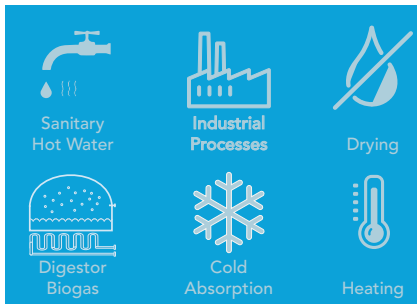 Sanitary
Hot Water
Industrial
Processes
Drying
Digestor
Biogas
Cold
Absorption
Heating